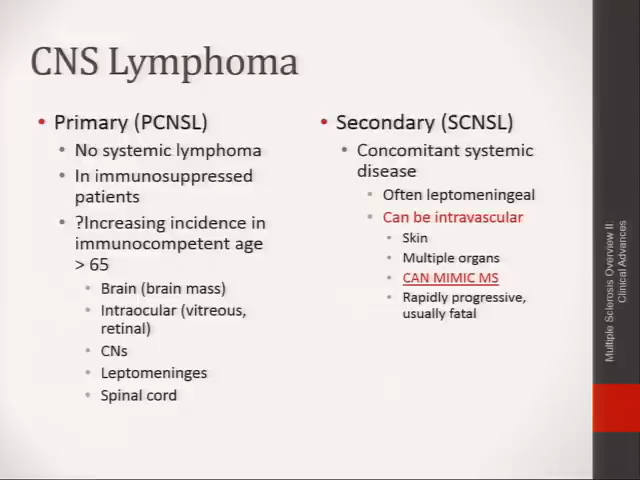 CNS Lymphoma
• Primary (PCNSL)
• No systemic lymphoma
• In immunosuppressed
patients
• ?Increasing incidence in
immunocompetent age
> 65
• Brain (brain mass)
• Intraocular (vitreous,
retinal)
• CNs
• Leptomeninges
• Spinal cord
• Secondary (SCNSL)
• Concomitant systemic
disease
• Often leptomeningeal
• Can be intravascular
• Skin
• Multiple organs
• CAN MIMIC MS
• Rapidly progressive,
usually fatal
Multiple Sclerosis Overview II:
Clinical Advances